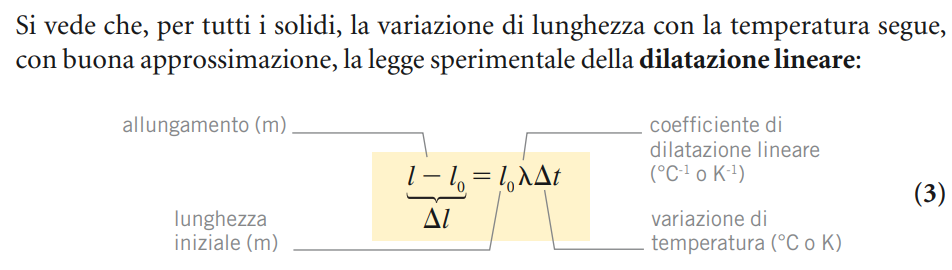 Si vede che, per tutti i solidi, la variazione di lunghezza con la temperatura segue,
con buona approssimazione, la legge sperimentale della dilatazione lineare:
allungamento (m)
coefficiente di
dilatazione lineare
(°C⁻¹ o K⁻¹)
l − l₀ = l₀λΔt
Δl
(3)
lunghezza
iniziale (m)
variazione di
temperatura (°C o K)